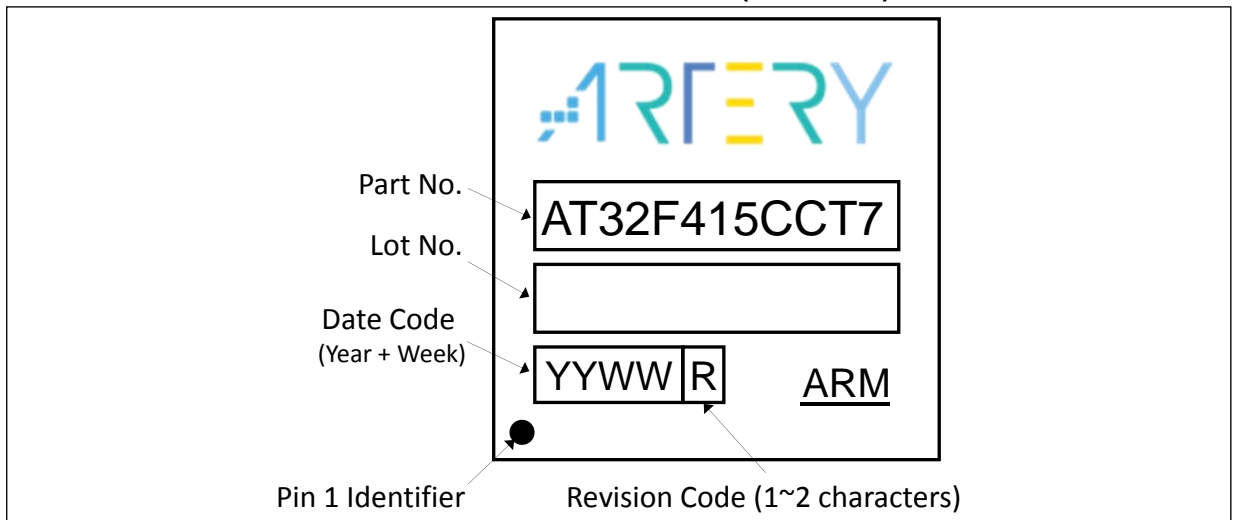 ARTERY
Part No.
AT32F415CCT7
Lot No.
Date Code
(Year + Week)
YYWW R
ARM
Pin 1 Identifier
Revision Code (1~2 characters)